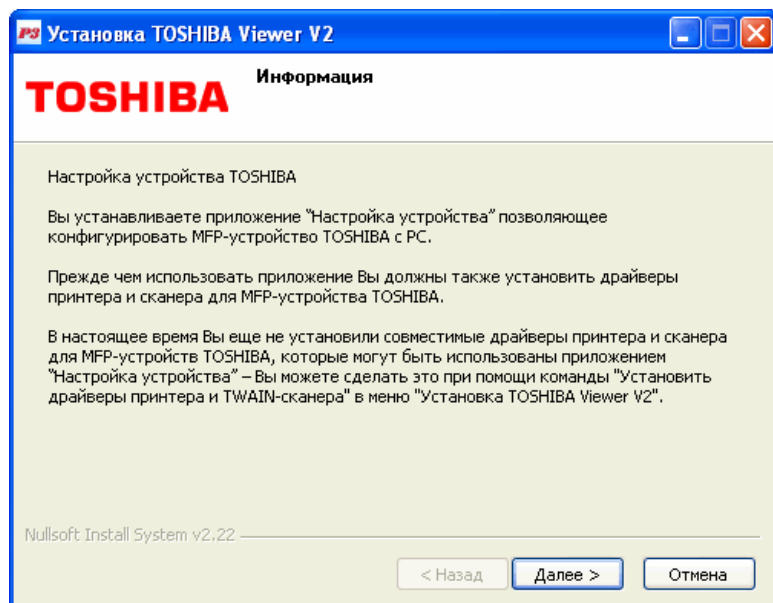 P3 Установка TOSHIBA Viewer V2
TOSHIBA
Информация
Настройка устройства TOSHIBA
Вы устанавливаете приложение "Настройка устройства" позволяющее
конфигурировать MFP-устройство TOSHIBA с PC.
Прежде чем использовать приложение Вы должны также установить драйверы
принтера и сканера для MFP-устройства TOSHIBA.
В настоящее время Вы еще не установили совместимые драйверы принтера и сканера
для MFP-устройств TOSHIBA, которые могут быть использованы приложением
"Настройка устройства" – Вы можете сделать это при помощи команды "Установить
драйверы принтера и TWAIN-сканера" в меню "Установка TOSHIBA Viewer V2".
Nullsoft Install System v2.22
< Назад Далее > Отмена